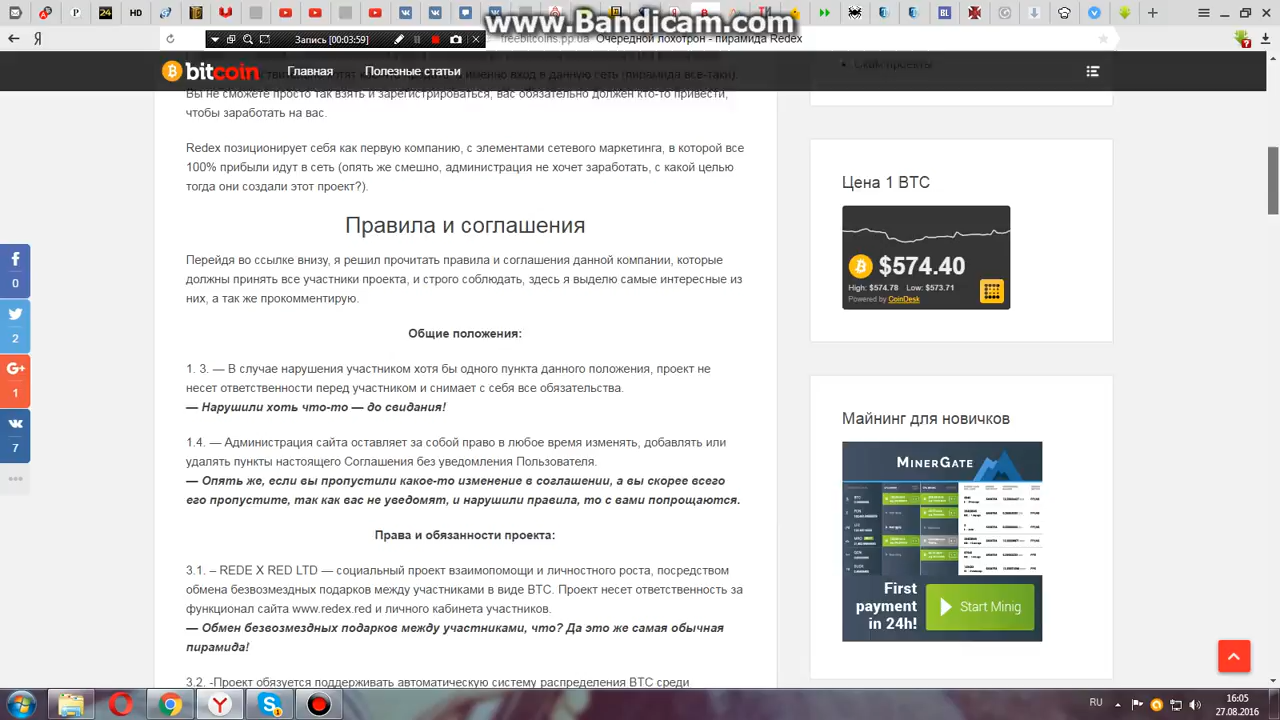 www.Bandicam.com
24
HD
Я
Запись [00:03:59]
freebitcoins.pp.ua
Очередной лохотрон - пирамида Redex
bitcoin
Главная
Полезные статьи
Вы не сможете просто так взять и зарегистрироваться, вас обязательно должен кто-то привести,
чтобы заработать на вас.
Redex позиционирует себя как первую компанию, с элементами сетевого маркетинга, в которой все
100% прибыли идут в сеть (опять же смешно, администрация не хочет заработать, с какой целью
тогда они создали этот проект?).
Правила и соглашения
Перейдя во ссылке внизу, я решил прочитать правила и соглашения данной компании, которые
должны принять все участники проекта, и строго соблюдать, здесь я выделю самые интересные из
них, а так же прокомментирую.
Общие положения:
1. 3. — В случае нарушения участником хотя бы одного пункта данного положения, проект не
несет ответственности перед участником и снимает с себя все обязательства.
— Нарушили хоть что-то — до свидания!
1.4. — Администрация сайта оставляет за собой право в любое время изменять, добавлять или
удалять пункты настоящего Соглашения без уведомления Пользователя.
— Опять же, если вы пропустили какое-то изменение в соглашении, а вы скорее всего
его пропустите, так как вас не уведомят, и нарушили правила, то с вами попрощаются.
Права и обязанности проекта:
3.1. – REDE X RED LTD — социальный проект взаимопомощи и личностного роста, посредством
обмена безвозмездных подарков между участниками в виде BTC. Проект несет ответственность за
функционал сайта www.redex.red и личного кабинета участников.
— Обмен безвозмездных подарков между участниками, что? Да это же самая обычная
пирамида!
3.2. -Проект обязуется поддерживать автоматическую систему распределения BTC среди
0
2
1
7
Скам проекты
Цена 1 BTC
$574.40
High: $574.78 Low: $573.71
Powered by CoinDesk
Майнинг для новичков
MINERGATE
First
payment
in 24h!
Start Minig
RU
16:05
27.08.2016